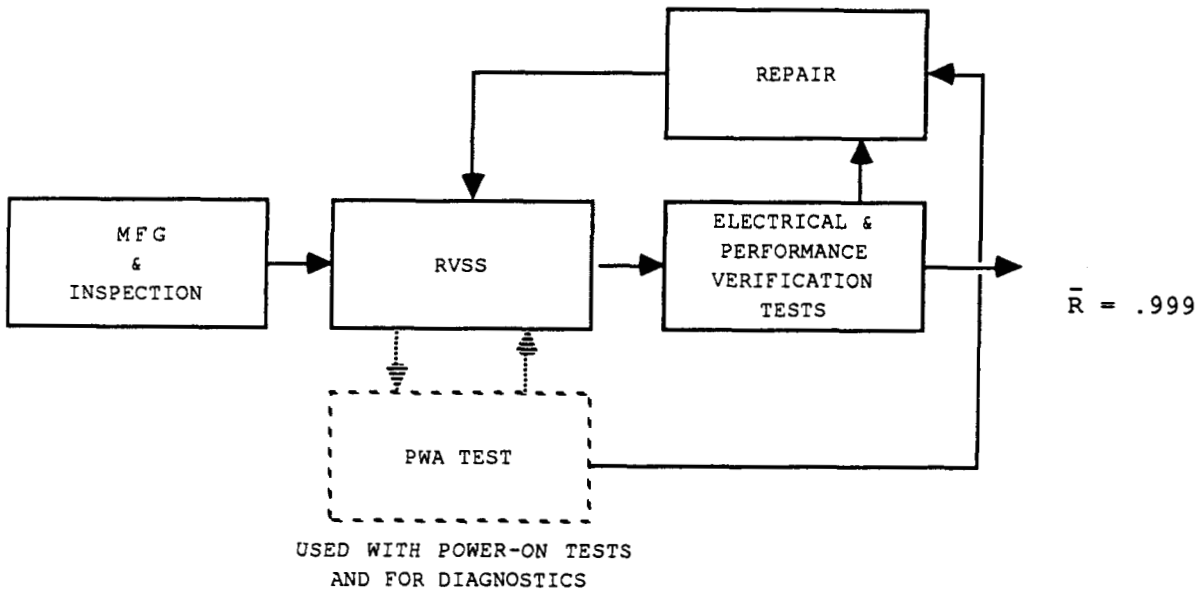 REPAIR
MFG
&
INSPECTION
RVSS
ELECTRICAL &
PERFORMANCE
VERIFICATION
TESTS
R̄ = .999
PWA TEST
USED WITH POWER-ON TESTS
AND FOR DIAGNOSTICS